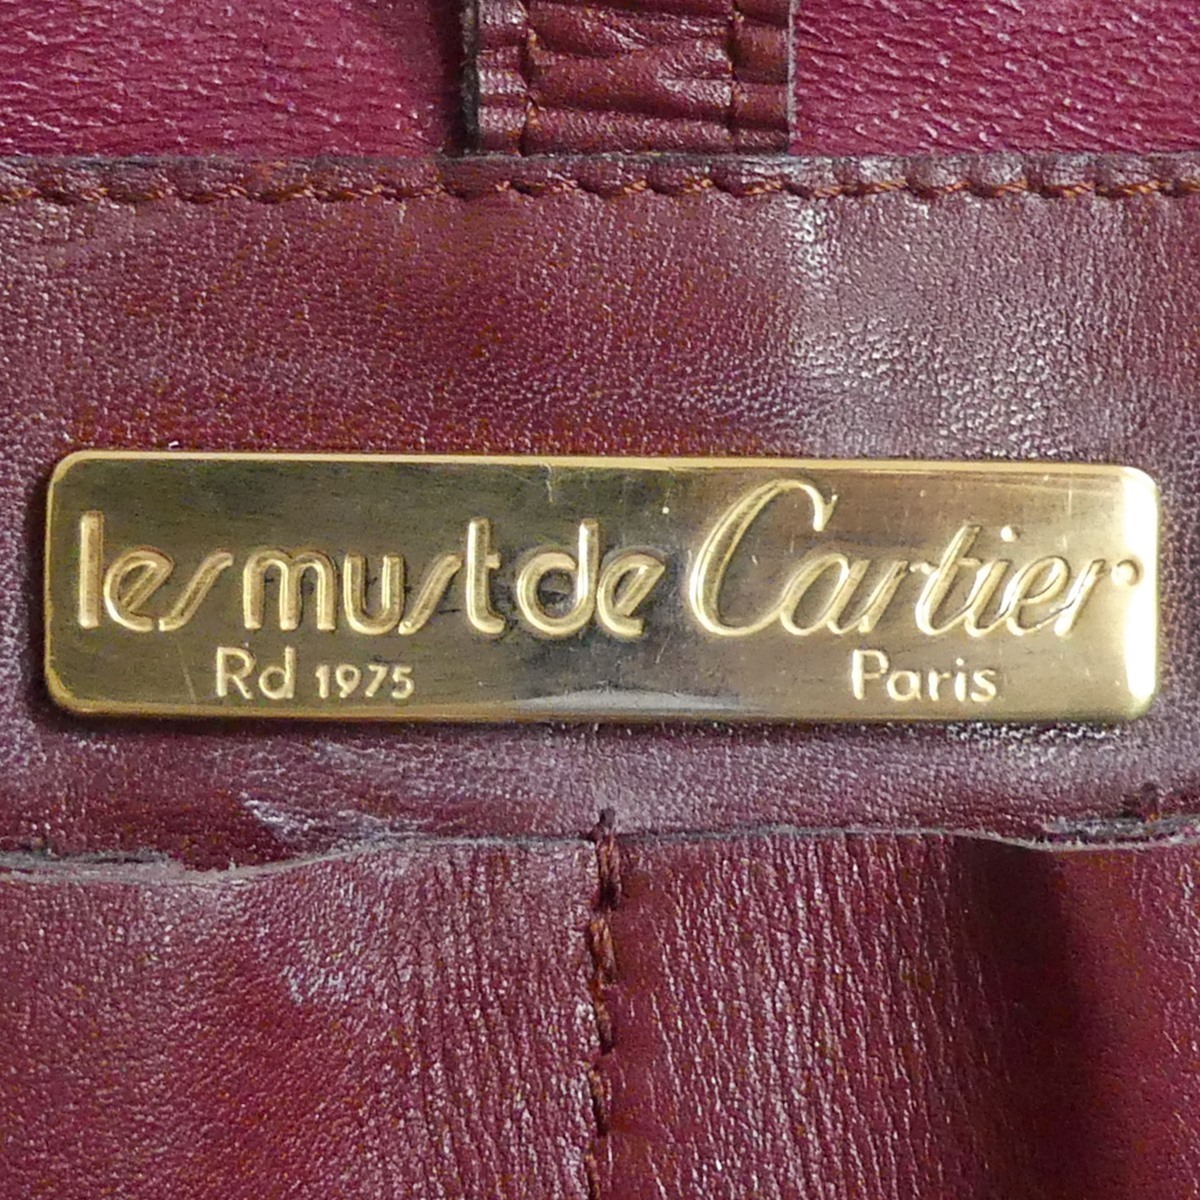 les must de Cartier
Rd 1975 Paris